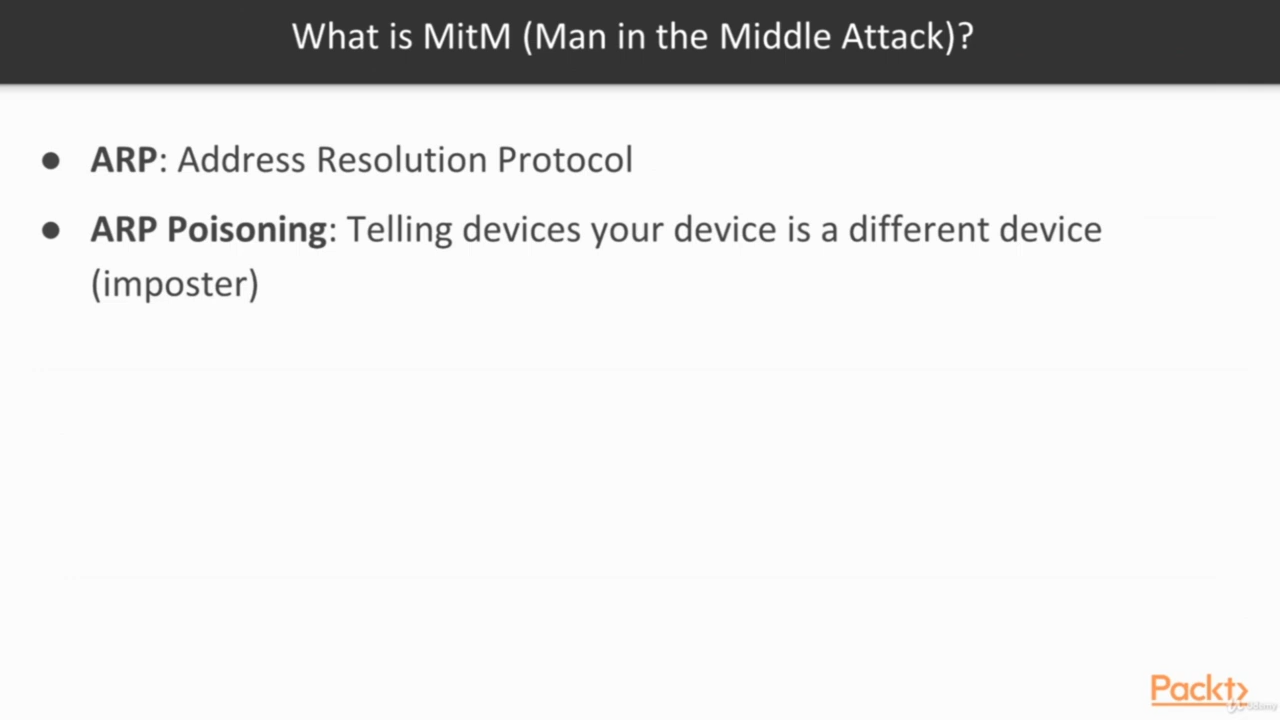 What is MitM (Man in the Middle Attack)?
● ARP: Address Resolution Protocol
● ARP Poisoning: Telling devices your device is a different device
(imposter)
Packt>
Udemy